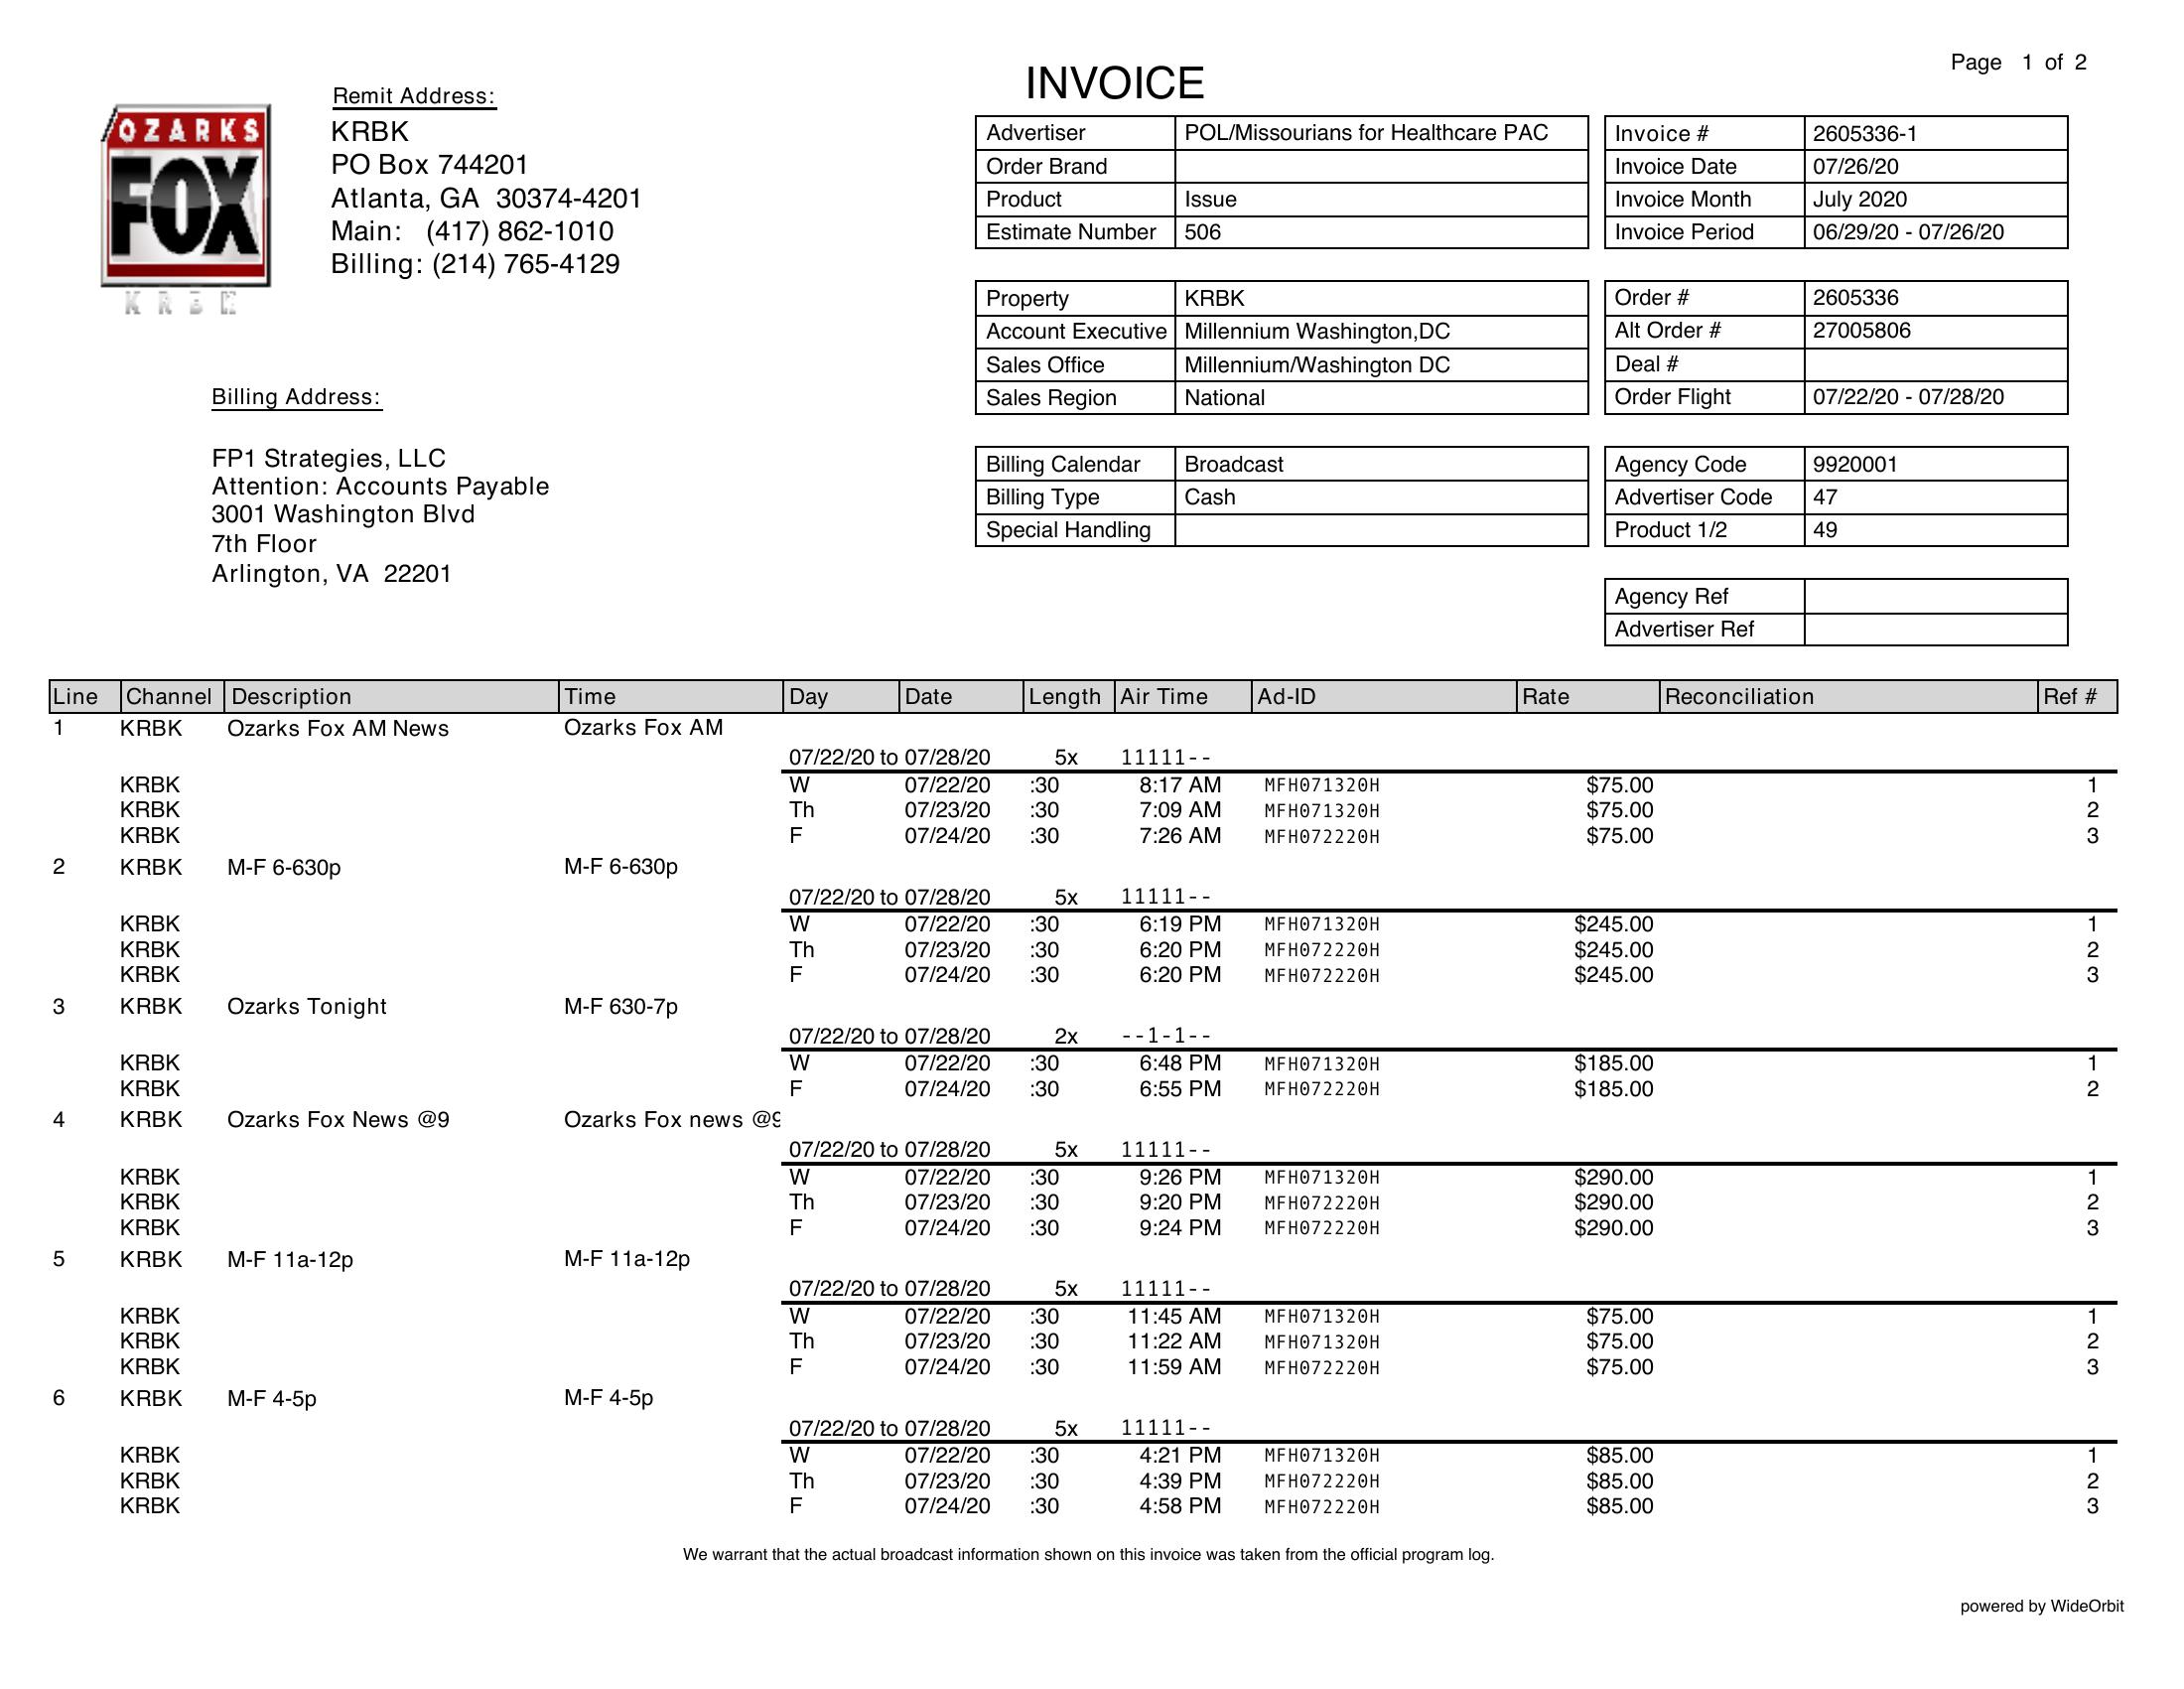 Page 1 of 2
INVOICE
OZARKS
FOX
KRBK
Remit Address:
KRBK
PO Box 744201
Atlanta, GA 30374-4201
Main: (417) 862-1010
Billing: (214) 765-4129
Billing Address:
FP1 Strategies, LLC
Attention: Accounts Payable
3001 Washington Blvd
7th Floor
Arlington, VA 22201
Advertiser POL/Missourians for Healthcare PAC
Order Brand
Product Issue
Estimate Number 506
Invoice # 2605336-1
Invoice Date 07/26/20
Invoice Month July 2020
Invoice Period 06/29/20 - 07/26/20
Property KRBK
Account Executive Millennium Washington,DC
Sales Office Millennium/Washington DC
Sales Region National
Order # 2605336
Alt Order # 27005806
Deal #
Order Flight 07/22/20 - 07/28/20
Billing Calendar Broadcast
Billing Type Cash
Special Handling
Agency Code 9920001
Advertiser Code 47
Product 1/2 49
Agency Ref
Advertiser Ref
Line Channel Description Time Day Date Length Air Time Ad-ID Rate Reconciliation Ref #
1 KRBK Ozarks Fox AM News Ozarks Fox AM
07/22/20 to 07/28/20 5x 11111--
KRBK W 07/22/20 :30 8:17 AM MFH071320H $75.00 1
KRBK Th 07/23/20 :30 7:09 AM MFH071320H $75.00 2
KRBK F 07/24/20 :30 7:26 AM MFH072220H $75.00 3
2 KRBK M-F 6-630p M-F 6-630p
07/22/20 to 07/28/20 5x 11111--
KRBK W 07/22/20 :30 6:19 PM MFH071320H $245.00 1
KRBK Th 07/23/20 :30 6:20 PM MFH072220H $245.00 2
KRBK F 07/24/20 :30 6:20 PM MFH072220H $245.00 3
3 KRBK Ozarks Tonight M-F 630-7p
07/22/20 to 07/28/20 2x --1-1--
KRBK W 07/22/20 :30 6:48 PM MFH071320H $185.00 1
KRBK F 07/24/20 :30 6:55 PM MFH072220H $185.00 2
4 KRBK Ozarks Fox News @9 Ozarks Fox news @9
07/22/20 to 07/28/20 5x 11111--
KRBK W 07/22/20 :30 9:26 PM MFH071320H $290.00 1
KRBK Th 07/23/20 :30 9:20 PM MFH072220H $290.00 2
KRBK F 07/24/20 :30 9:24 PM MFH072220H $290.00 3
5 KRBK M-F 11a-12p M-F 11a-12p
07/22/20 to 07/28/20 5x 11111--
KRBK W 07/22/20 :30 11:45 AM MFH071320H $75.00 1
KRBK Th 07/23/20 :30 11:22 AM MFH071320H $75.00 2
KRBK F 07/24/20 :30 11:59 AM MFH072220H $75.00 3
6 KRBK M-F 4-5p M-F 4-5p
07/22/20 to 07/28/20 5x 11111--
KRBK W 07/22/20 :30 4:21 PM MFH071320H $85.00 1
KRBK Th 07/23/20 :30 4:39 PM MFH072220H $85.00 2
KRBK F 07/24/20 :30 4:58 PM MFH072220H $85.00 3
We warrant that the actual broadcast information shown on this invoice was taken from the official program log.
powered by WideOrbit